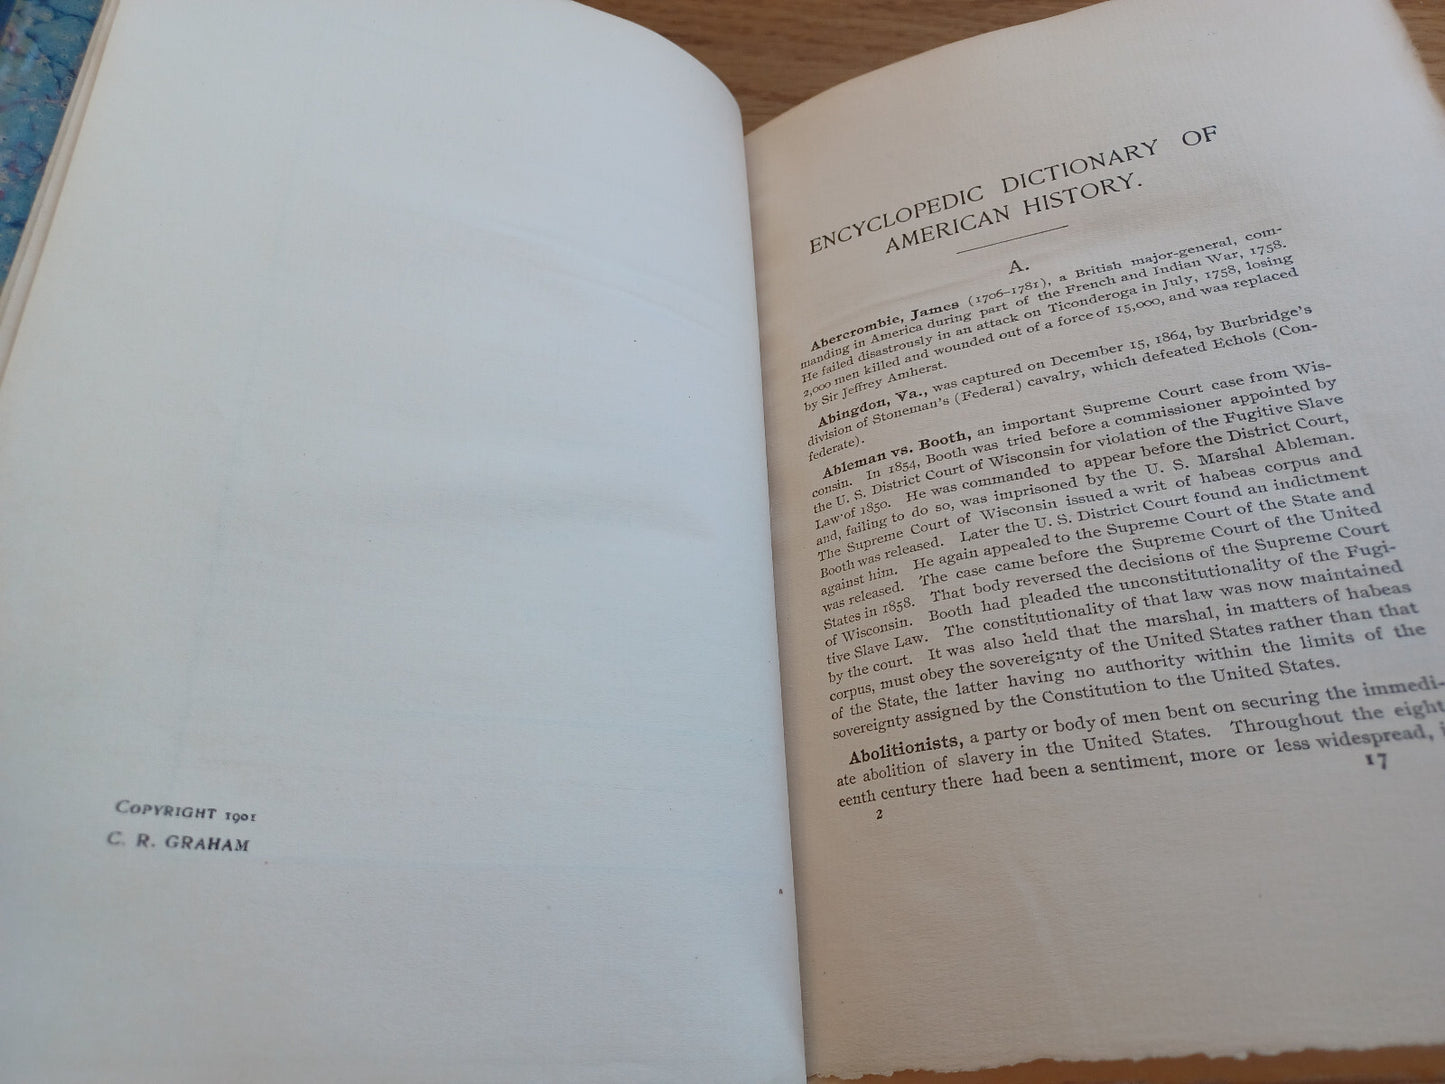 COPYRIGHT 1901
C. R. GRAHAM
ENCYCLOPEDIC DICTIONARY OF
AMERICAN HISTORY.
A.
Abercrombie, James (1706–1781), a British major-general, com-
manding in America during part of the French and Indian War, 1758.
He failed disastrously in an attack on Ticonderoga in July, 1758, losing
2,000 men killed and wounded out of a force of 15,000, and was replaced
by Sir Jeffrey Amherst.
Abingdon, Va., was captured on December 15, 1864, by Burbridge's
division of Stoneman's (Federal) cavalry, which defeated Echols (Con-
federate).
Ableman vs. Booth, an important Supreme Court case from Wis-
consin. In 1854, Booth was tried before a commissioner appointed by
the U. S. District Court of Wisconsin for violation of the Fugitive Slave
Law of 1850. He was commanded to appear before the District Court,
and, failing to do so, was imprisoned by the U. S. Marshal Ableman.
The Supreme Court of Wisconsin issued a writ of habeas corpus and
Booth was released. Later the U. S. District Court found an indictment
against him. He again appealed to the Supreme Court of the State and
was released. The case came before the Supreme Court of the United
States in 1858. That body reversed the decisions of the Supreme Court
of Wisconsin. Booth had pleaded the unconstitutionality of the Fugi-
tive Slave Law. The constitutionality of that law was now maintained
by the court. It was also held that the marshal, in matters of habeas
corpus, must obey the sovereignty of the United States rather than that
of the State, the latter having no authority within the limits of the
sovereignty assigned by the Constitution to the United States.
Abolitionists, a party or body of men bent on securing the immedi-
ate abolition of slavery in the United States. Throughout the eight-
eenth century there had been a sentiment, more or less widespread,
2
17